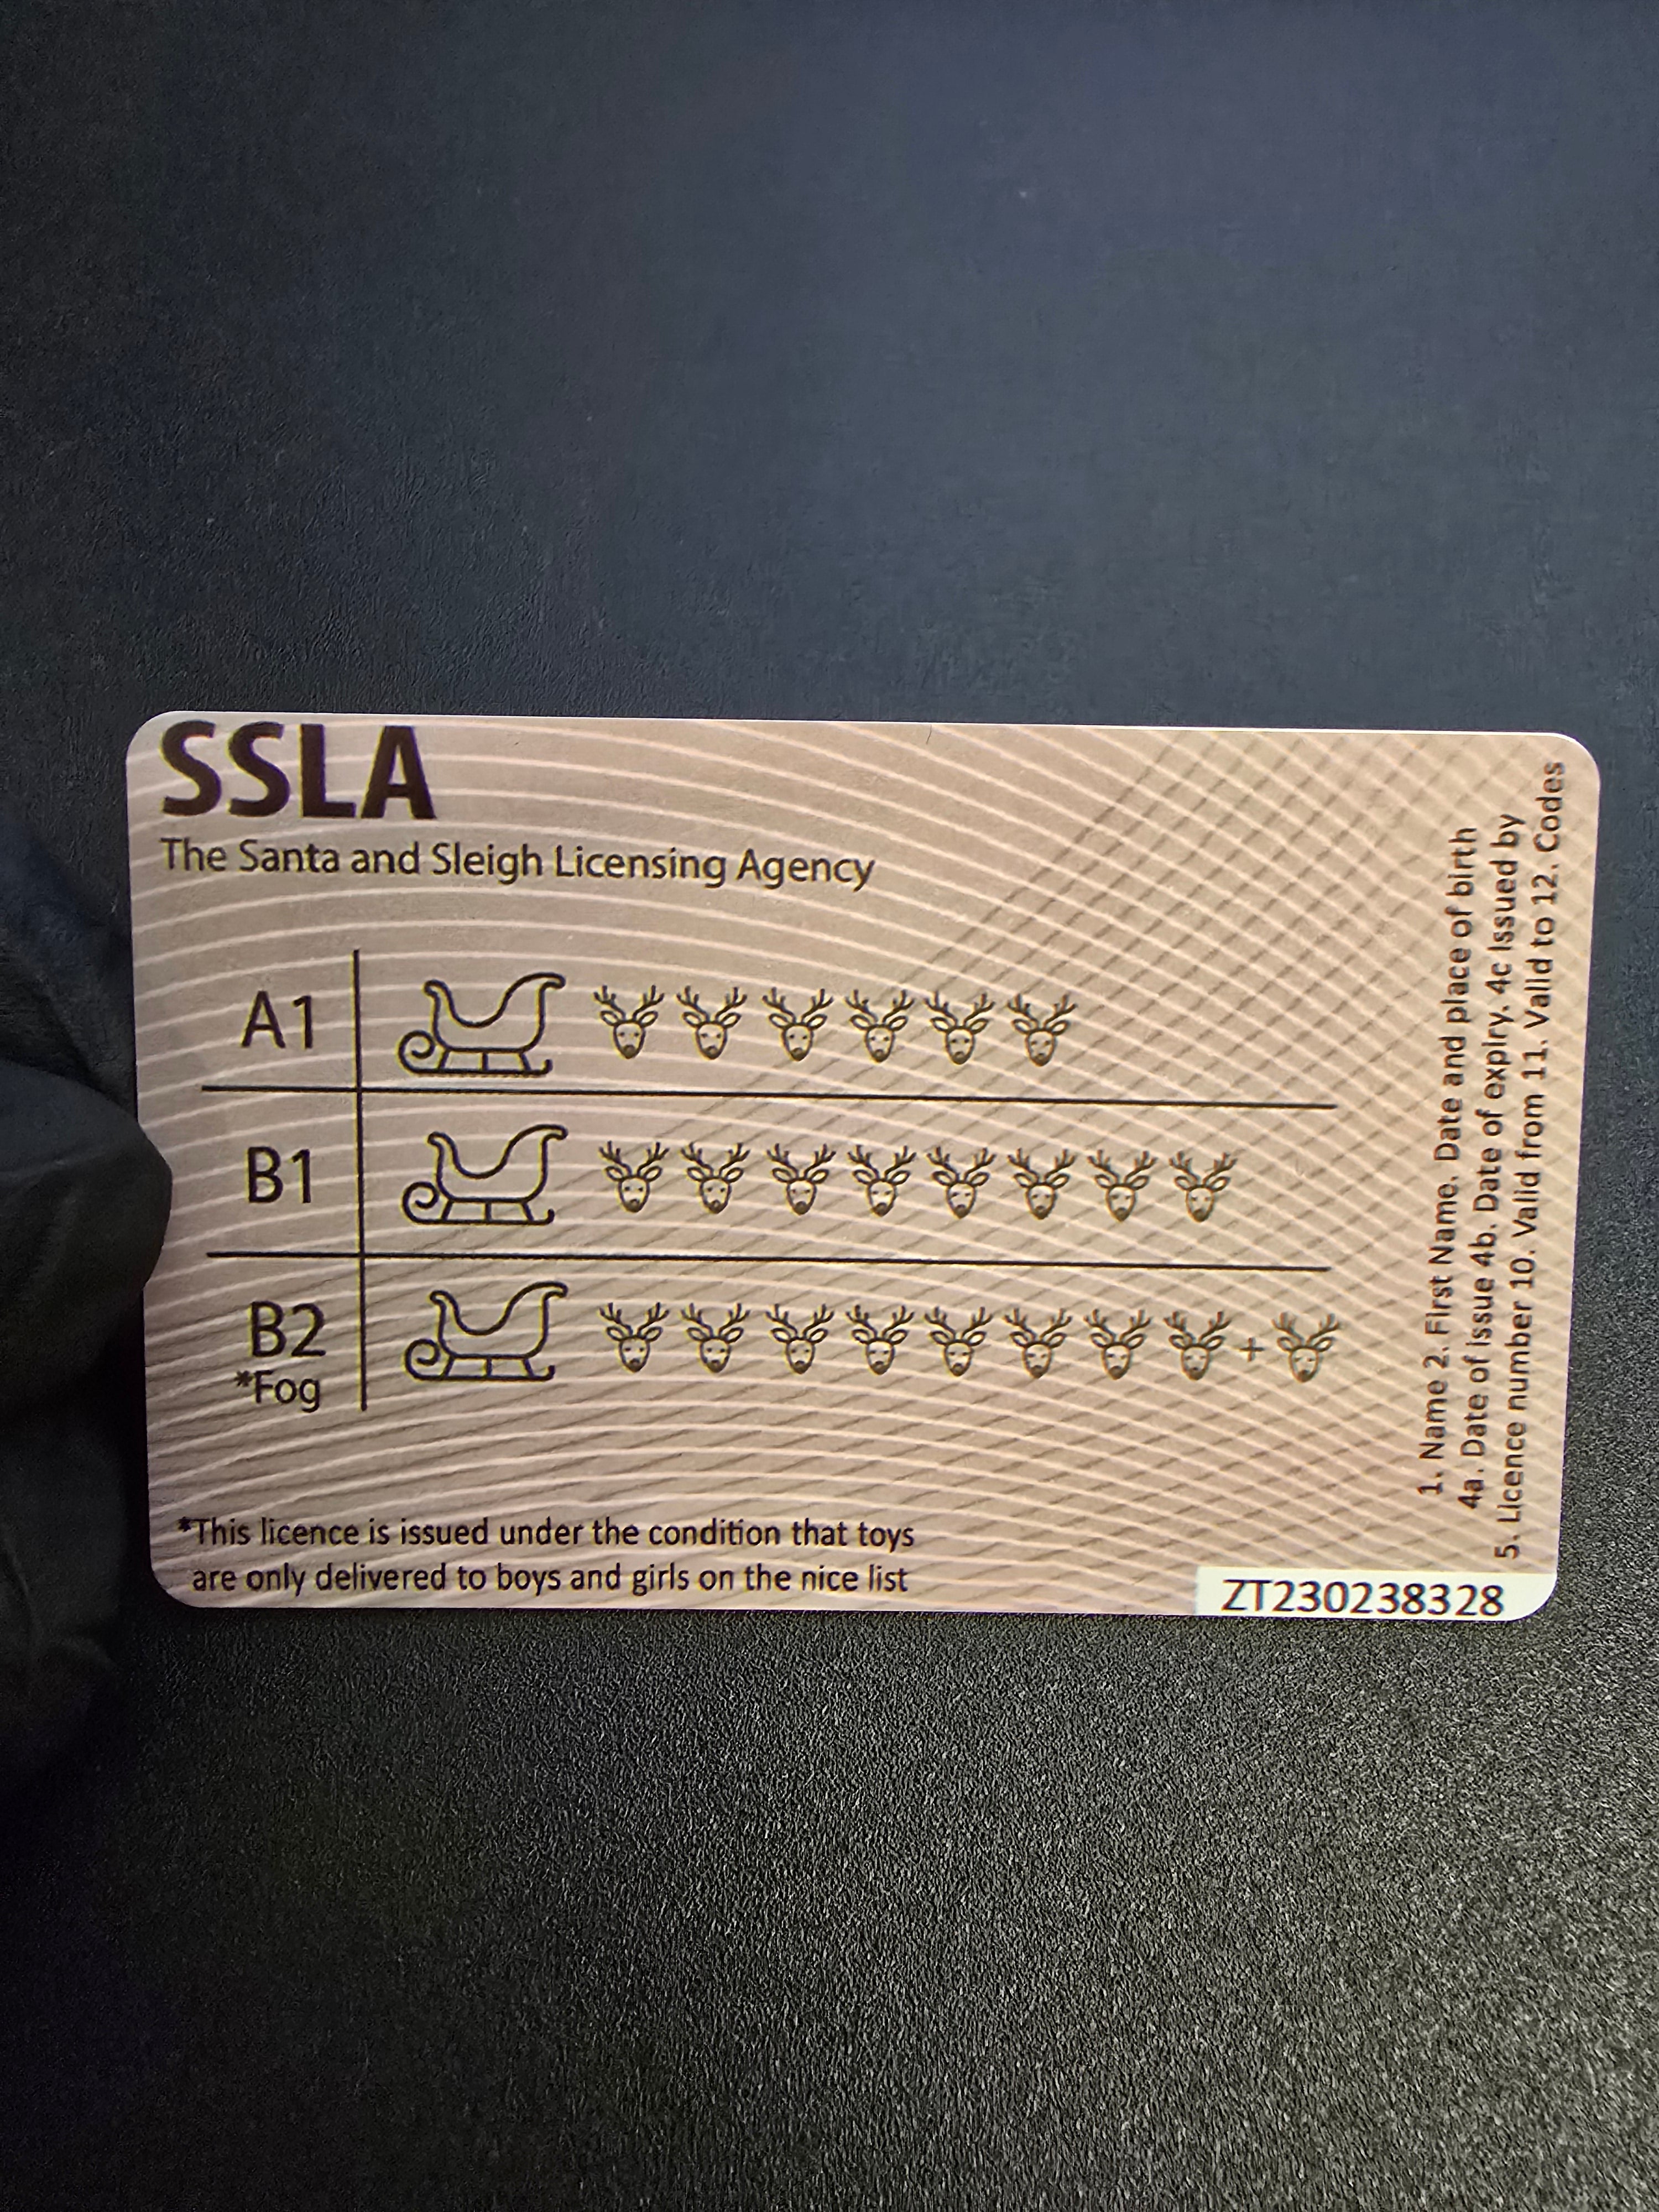 SSLA
The Santa and Sleigh Licensing Agency
A1
B1
B2
*Fog
+
*This licence is issued under the condition that toys
are only delivered to boys and girls on the nice list
1. Name 2. First Name. Date and place of birth
4a. Date of issue 4b. Date of expiry. 4c Issued by
5. Licence number 10. Valid from 11. Valid to 12. Codes
ZT230238328